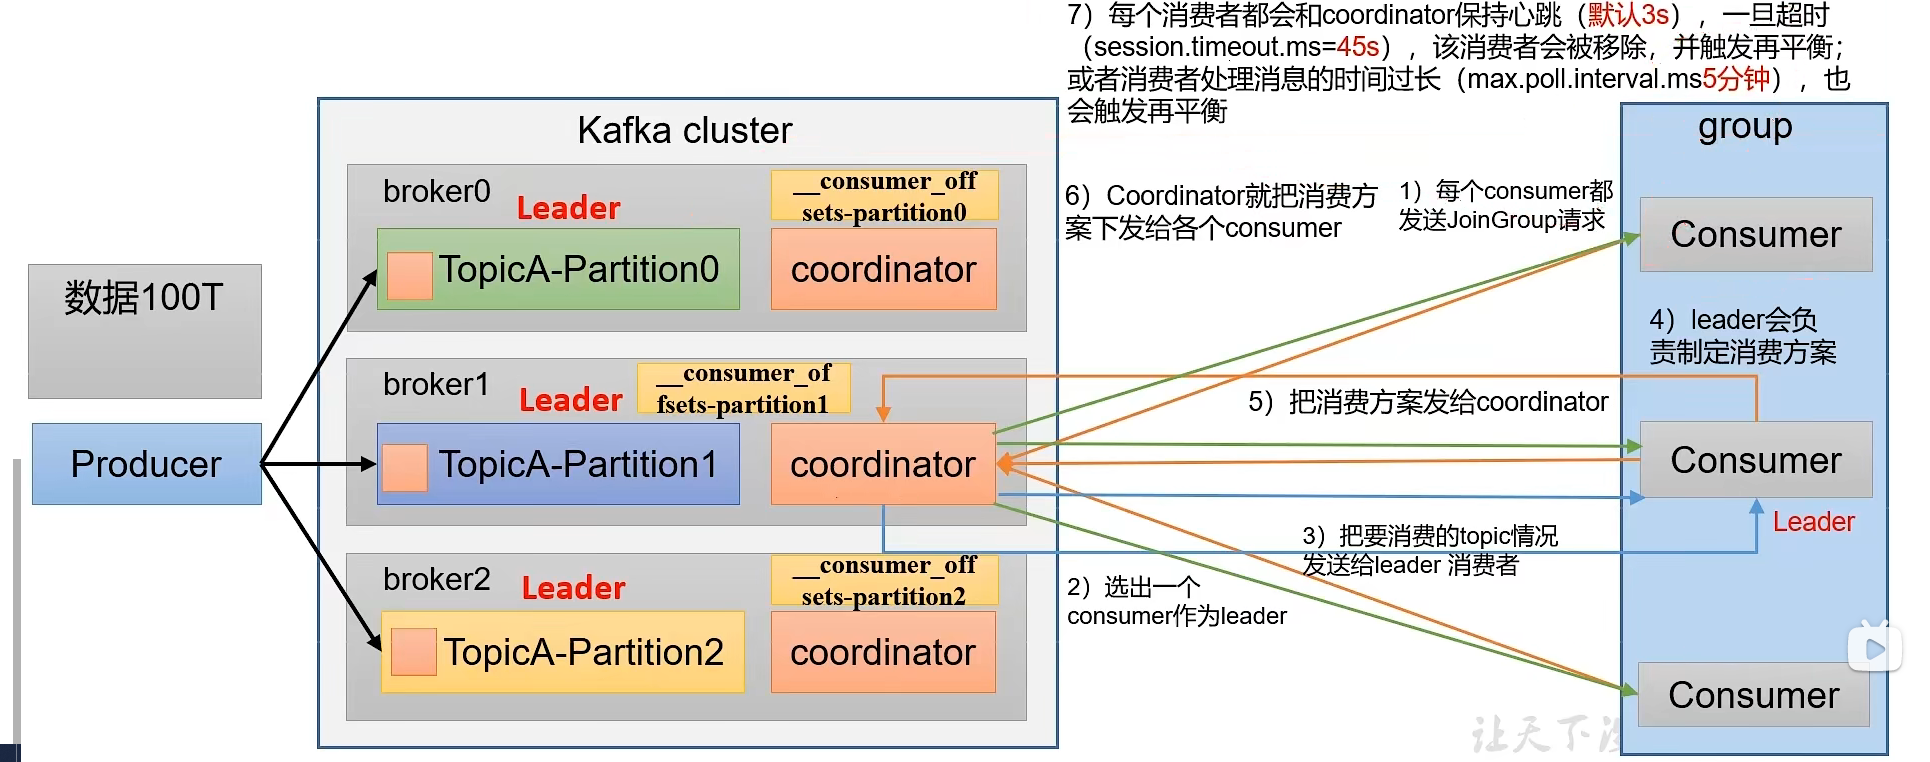 7）每个消费者都会和coordinator保持心跳（默认3s），一旦超时
（session.timeout.ms=45s），该消费者会被移除，并触发再平衡；
或者消费者处理消息的时间过长（max.poll.interval.ms5分钟），也
会触发再平衡
Kafka cluster
group
broker0
Leader
__consumer_off
sets-partition0
TopicA-Partition0
coordinator
6）Coordinator就把消费方
案下发给各个consumer
1）每个consumer都
发送JoinGroup请求
Consumer
数据100T
4）leader会负
责制定消费方案
broker1
Leader
__consumer_of
fsets-partition1
5）把消费方案发给coordinator
Producer
TopicA-Partition1
coordinator
Consumer
Leader
3）把要消费的topic情况
发送给leader 消费者
broker2
Leader
__consumer_off
sets-partition2
2）选出一个
consumer作为leader
TopicA-Partition2
coordinator
Consumer
让天下没